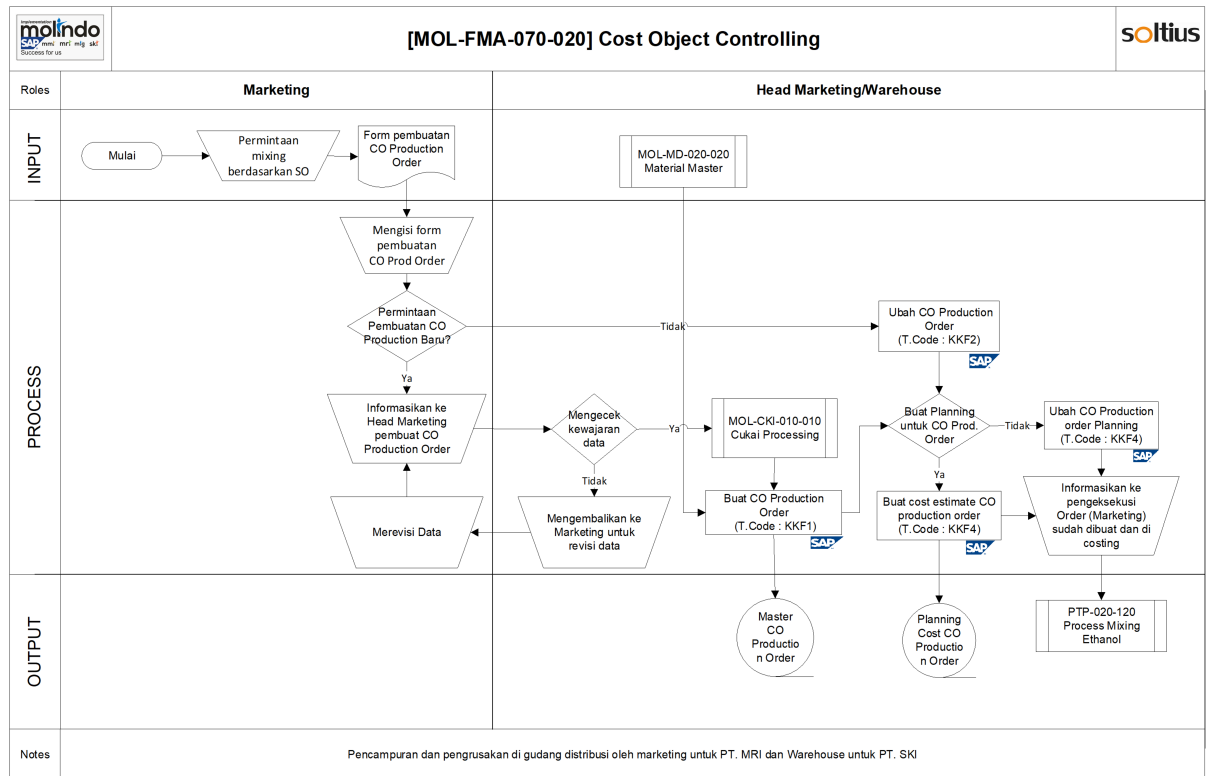 Implementation
molindo
SAP mmi mri mlg ski
Success for us
[MOL-FMA-070-020] Cost Object Controlling
soltius
Roles
Marketing
Head Marketing/Warehouse
INPUT
Mulai
Permintaan
mixing
berdasarkan SO
Form pembuatan
CO Production
Order
MOL-MD-020-020
Material Master
PROCESS
Mengisi form
pembuatan
CO Prod Order
Permintaan
Pembuatan CO
Production Baru?
Tidak
Ya
Ubah CO Production
Order
(T.Code : KKF2)
SAP
Informasikan ke
Head Marketing
pembuat CO
Production Order
Mengecek
kewajaran
data
Ya
Tidak
MOL-CKI-010-010
Cukai Processing
Buat Planning
untuk CO Prod.
Order
Tidak
Ya
Ubah CO Production
order Planning
(T.Code : KKF4)
SAP
Merevisi Data
Mengembalikan ke
Marketing untuk
revisi data
Buat CO Production
Order
(T.Code : KKF1)
SAP
Buat cost estimate CO
production order
(T.Code : KKF4)
SAP
Informasikan ke
pengeksekusi
Order (Marketing)
sudah dibuat dan di
costing
OUTPUT
Master
CO
Productio
n Order
Planning
Cost CO
Productio
n Order
PTP-020-120
Process Mixing
Ethanol
Notes
Pencampuran dan pengrusakan di gudang distribusi oleh marketing untuk PT. MRI dan Warehouse untuk PT. SKI